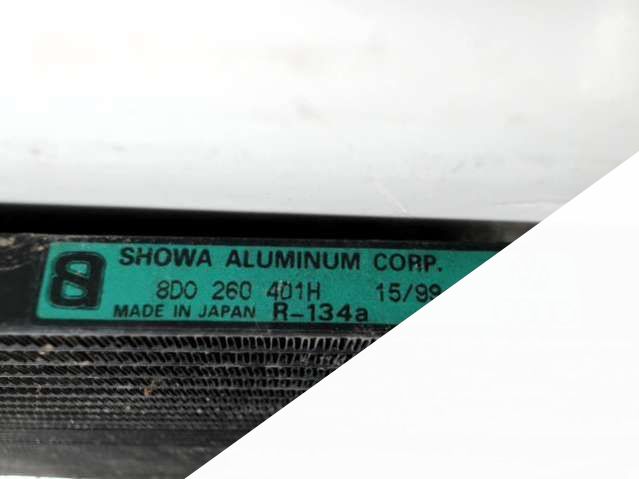 SHOWA ALUMINUM CORP.
8D0 260 401H 15/99
MADE IN JAPAN R-134a